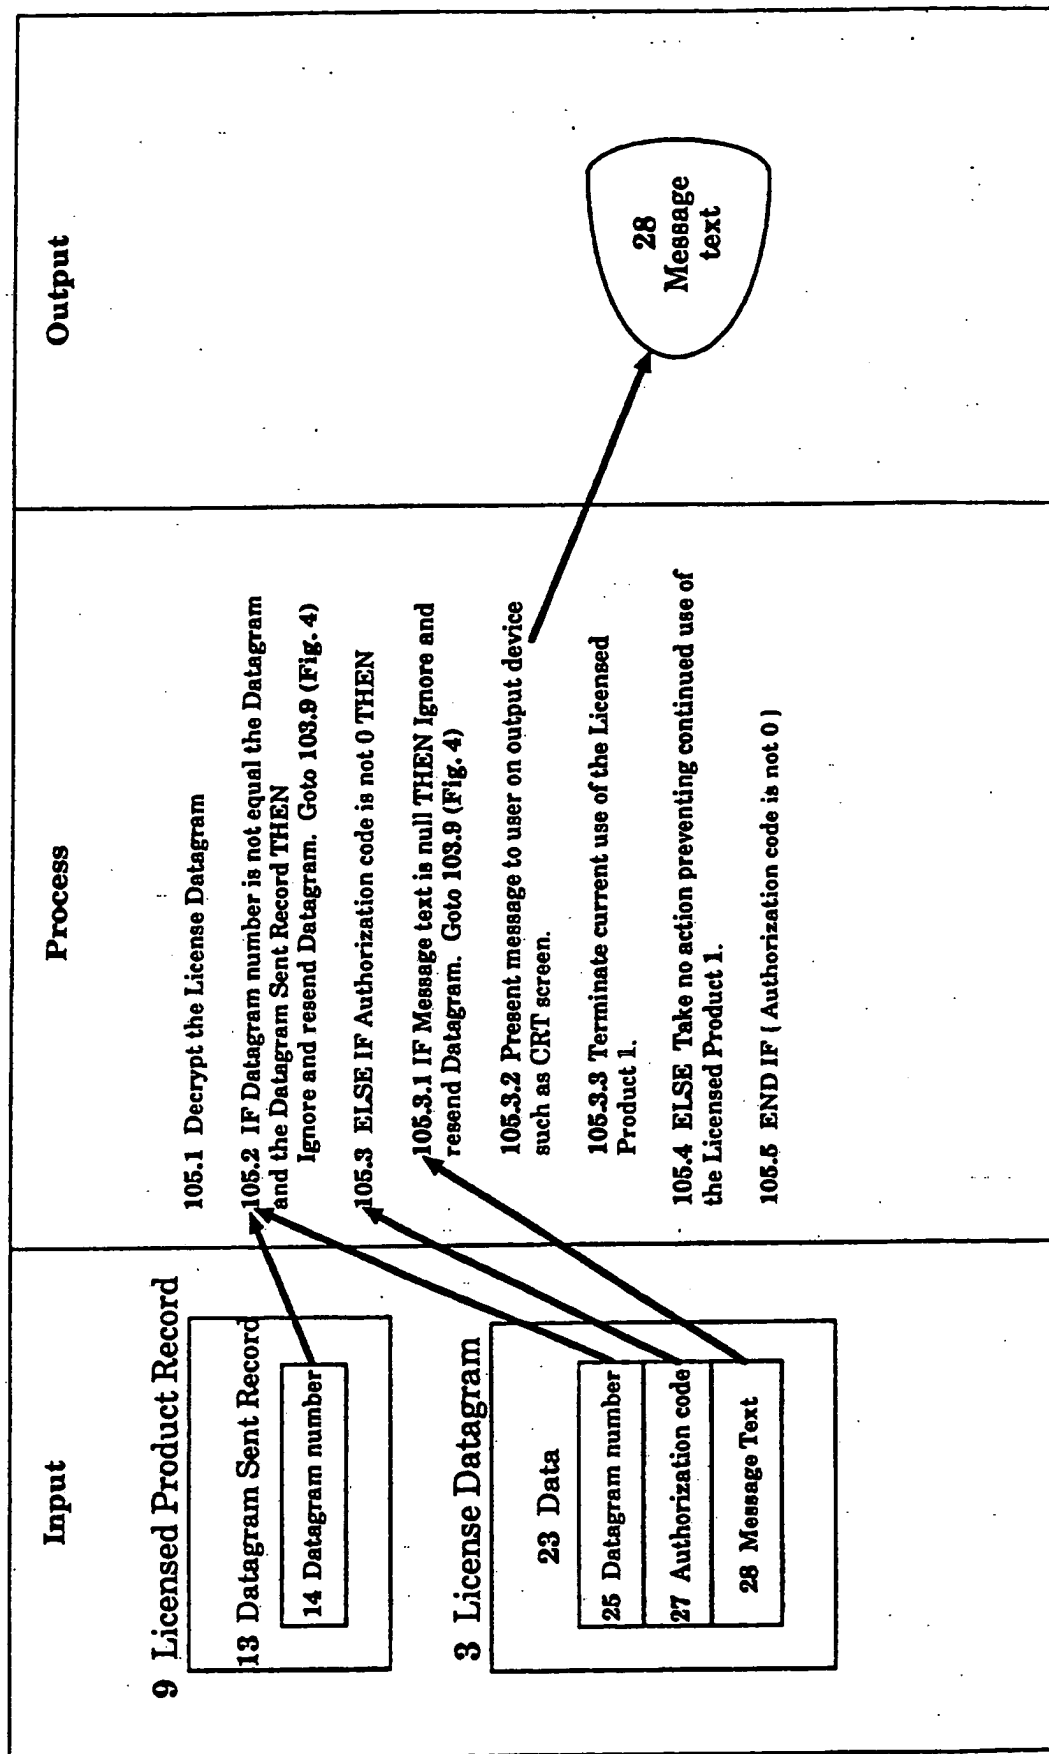 Input
9 Licensed Product Record
13 Datagram Sent Record
14 Datagram number
3 License Datagram
23 Data
25 Datagram number
27 Authorization code
28 Message Text
Process
105.1 Decrypt the License Datagram
105.2 IF Datagram number is not equal the Datagram
and the Datagram Sent Record THEN
Ignore and resend Datagram. Goto 103.9 (Fig. 4)
105.3 ELSE IF Authorization code is not 0 THEN
105.3.1 IF Message text is null THEN Ignore and
resend Datagram. Goto 103.9 (Fig. 4)
105.3.2 Present message to user on output device
such as CRT screen.
105.3.3 Terminate current use of the Licensed
Product 1.
105.4 ELSE Take no action preventing continued use of
the Licensed Product 1.
105.5 END IF { Authorization code is not 0 }
Output
28
Message
text